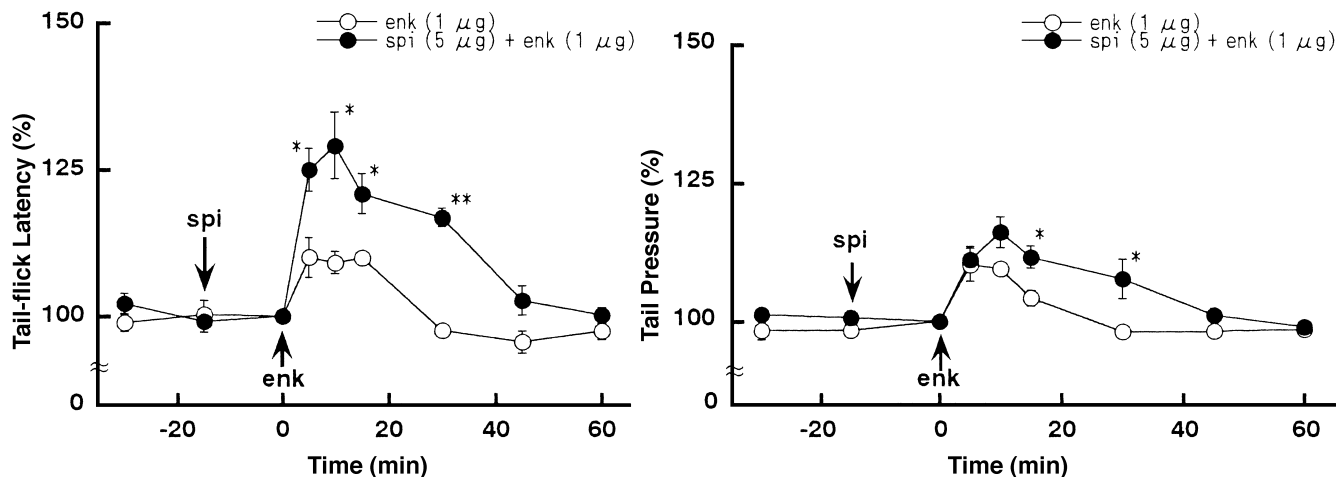 150
enk (1 μg)
spi (5 μg) + enk (1 μg)
*
*
125
*
**
spi
100
enk
0
-20 0 20 40 60
Time (min)
Tail-flick Latency (%)
enk (1 μg)
spi (5 μg) + enk (1 μg)
150
125
spi
*
*
100
enk
0
-20 0 20 40 60
Time (min)
Tail Pressure (%)